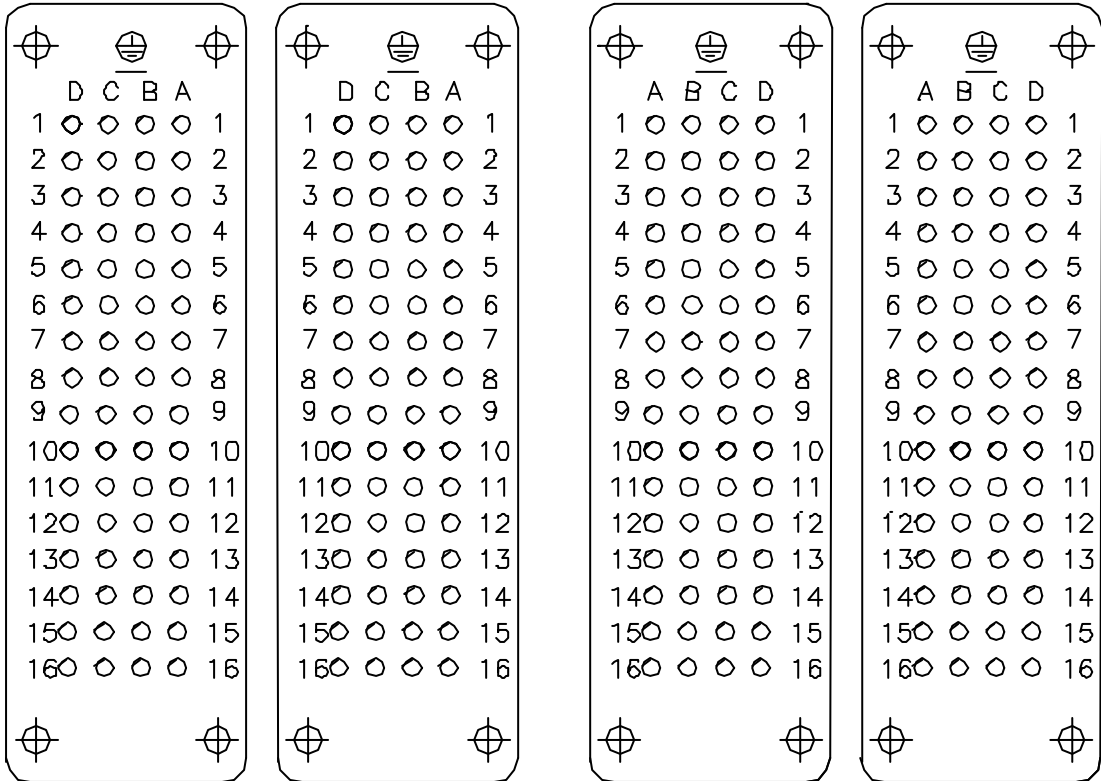 D C B A D C B A A B C D A B C D
1 1 1 1 1 1 1 1
2 2 2 2 2 2 2 2
3 3 3 3 3 3 3 3
4 4 4 4 4 4 4 4
5 5 5 5 5 5 5 5
6 6 6 6 6 6 6 6
7 7 7 7 7 7 7 7
8 8 8 8 8 8 8 8
9 9 9 9 9 9 9 9
10 10 10 10 10 10 10 10
11 11 11 11 11 11 11 11
12 12 12 12 12 12 12 12
13 13 13 13 13 13 13 13
14 14 14 14 14 14 14 14
15 15 15 15 15 15 15 15
16 16 16 16 16 16 16 16